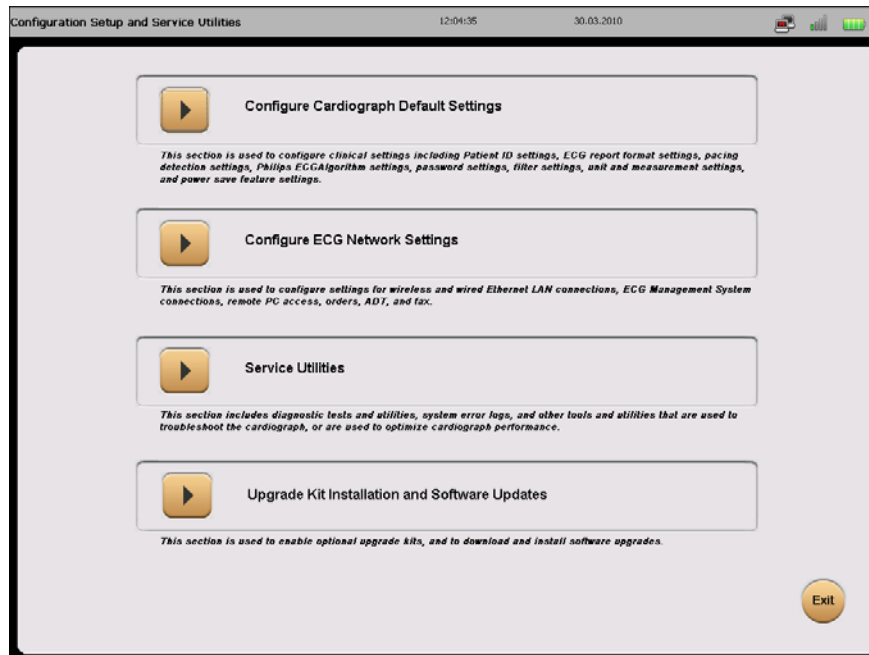 Configuration Setup and Service Utilities 12:04:35 30.03.2010
Configure Cardiograph Default Settings
This section is used to configure clinical settings including Patient ID settings, ECG report format settings, pacing
detection settings, Philips ECGAlgorithm settings, password settings, filter settings, unit and measurement settings,
and power save feature settings.
Configure ECG Network Settings
This section is used to configure settings for wireless and wired Ethernet LAN connections, ECG Management System
connections, remote PC access, orders, ADT, and fax.
Service Utilities
This section includes diagnostic tests and utilities, system error logs, and other tools and utilities that are used to
troubleshoot the cardiograph, or are used to optimize cardiograph performance.
Upgrade Kit Installation and Software Updates
This section is used to enable optional upgrade kits, and to download and install software upgrades.
Exit